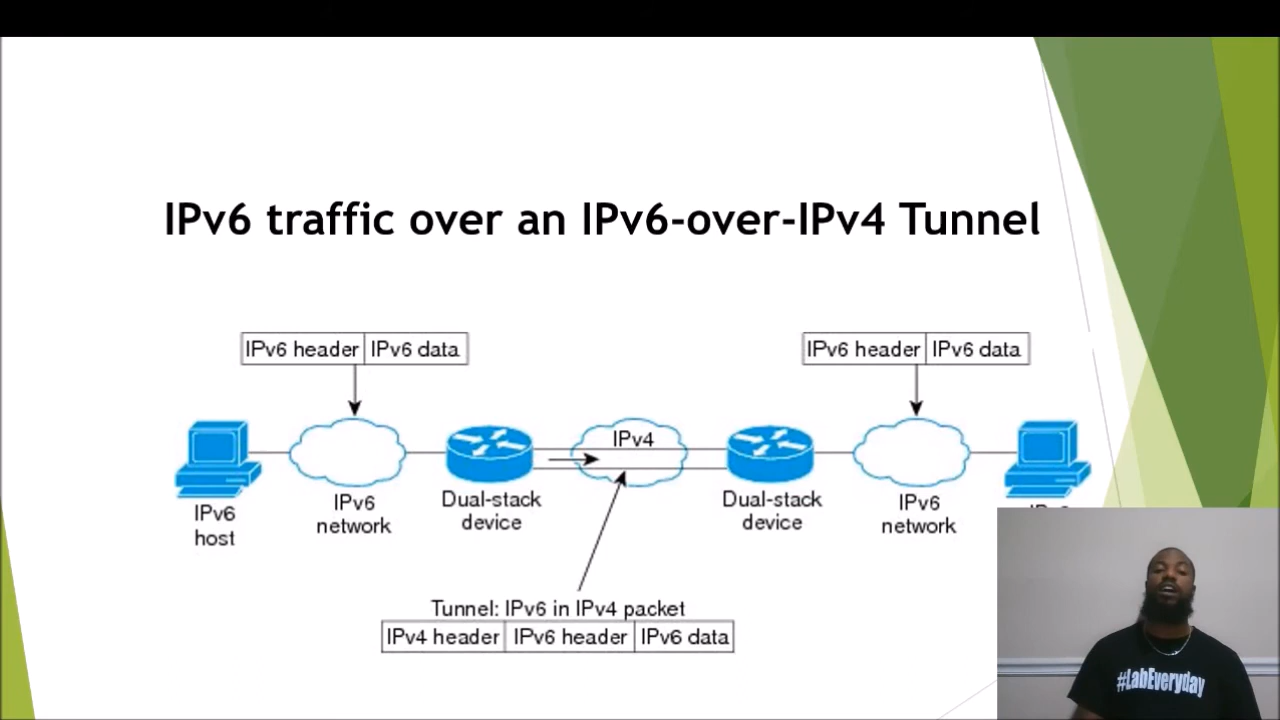 IPv6 traffic over an IPv6-over-IPv4 Tunnel
IPv6 header IPv6 data
IPv6 header IPv6 data
IPv4
IPv6
host
IPv6
network
Dual-stack
device
Dual-stack
device
IPv6
network
Tunnel: IPv6 in IPv4 packet
IPv4 header IPv6 header IPv6 data
#LabEveryday